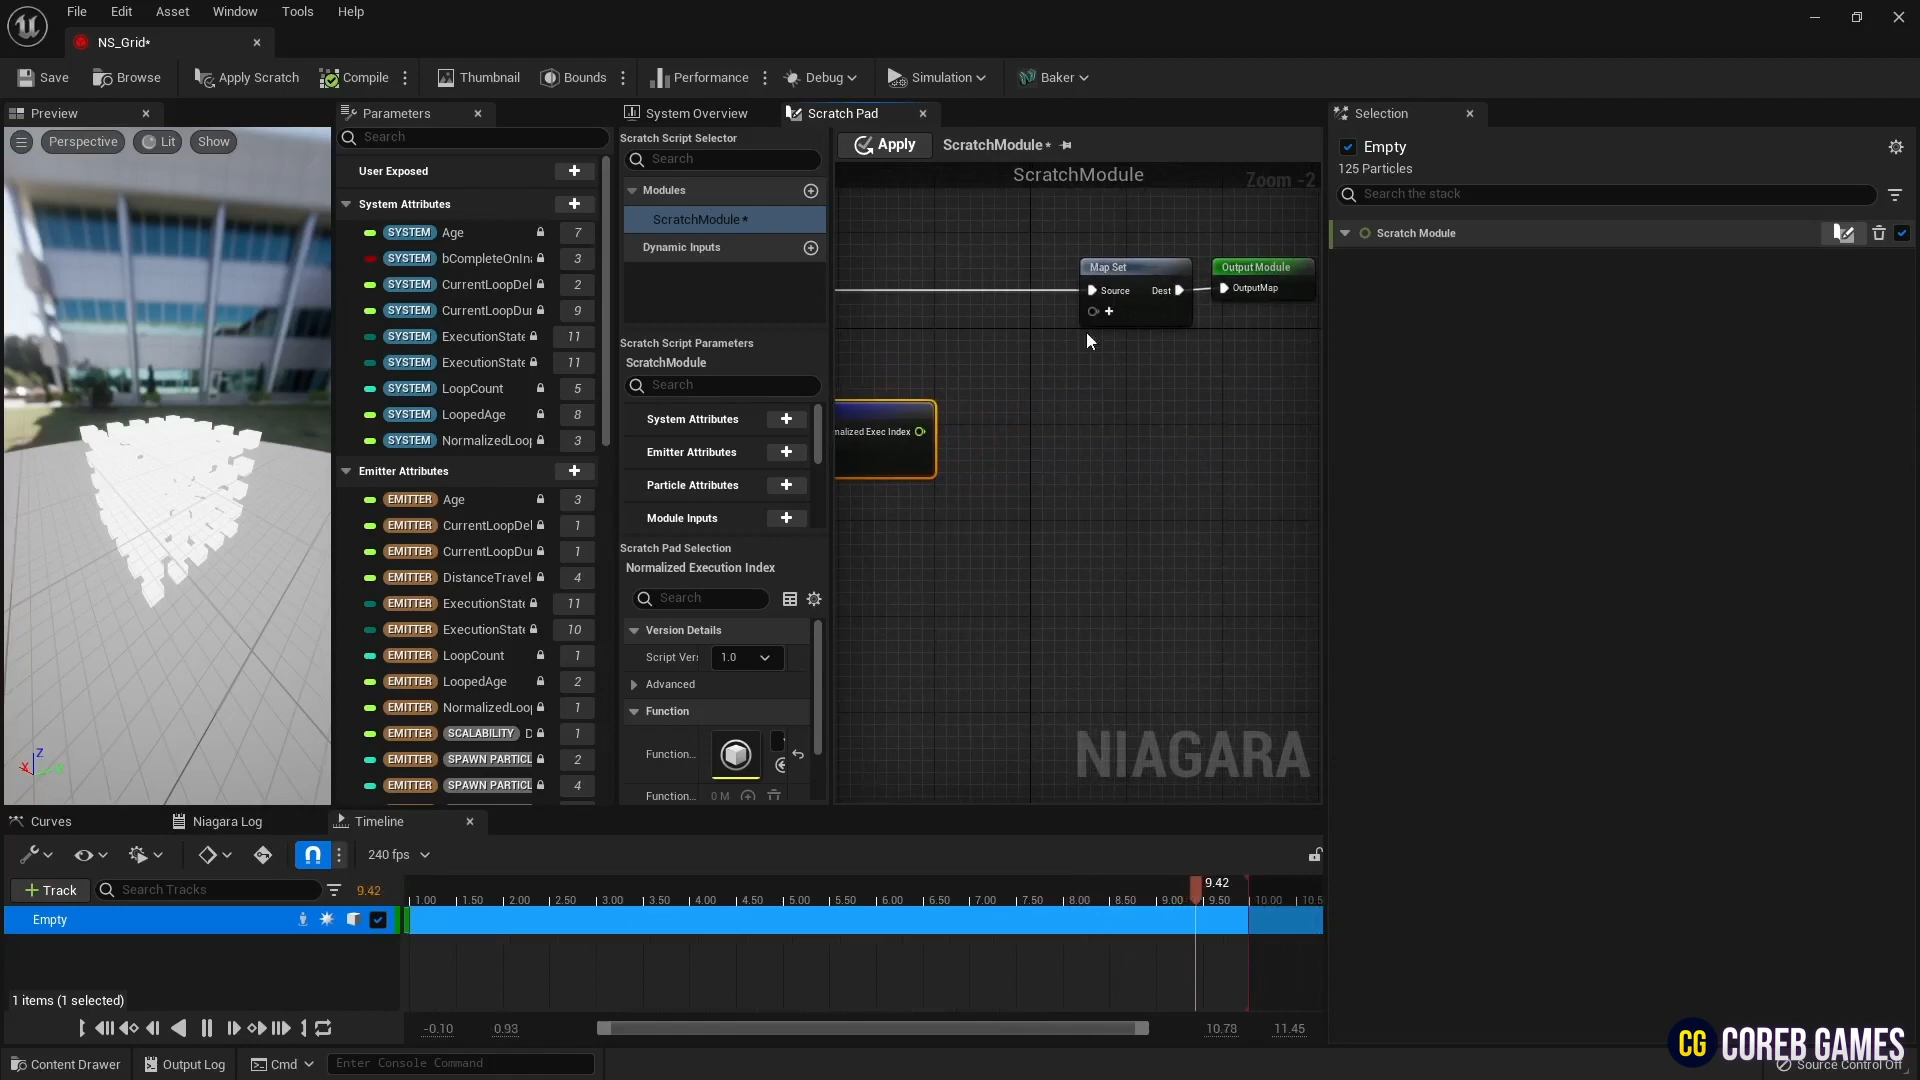 File Edit Asset Window Tools Help
NS_Grid*
Save Browse Apply Scratch Compile Thumbnail Bounds Performance Debug Simulation Baker
Preview
Perspective Lit Show
Z
X
Parameters
Search
User Exposed
System Attributes
SYSTEM Age 7
SYSTEM bCompleteOnIna 3
SYSTEM CurrentLoopDel 2
SYSTEM CurrentLoopDur 9
SYSTEM ExecutionState 11
SYSTEM ExecutionState 11
SYSTEM LoopCount 5
SYSTEM LoopedAge 8
SYSTEM NormalizedLoop 3
Emitter Attributes
EMITTER Age 3
EMITTER CurrentLoopDel 1
EMITTER CurrentLoopDur 1
EMITTER DistanceTravel 4
EMITTER ExecutionState 11
EMITTER ExecutionState 10
EMITTER LoopCount 1
EMITTER LoopedAge 2
EMITTER NormalizedLoop 1
EMITTER SCALABILITY D 1
EMITTER SPAWN PARTICL 2
EMITTER SPAWN PARTICL 4
System Overview Scratch Pad
Scratch Script Selector
Search
Modules
ScratchModule*
Dynamic Inputs
Scratch Script Parameters
ScratchModule
Search
System Attributes
Emitter Attributes
Particle Attributes
Module Inputs
Scratch Pad Selection
Normalized Execution Index
Search
Version Details
Script Ver: 1.0
Advanced
Function
Function...
Function... 0 M
Apply ScratchModule*
ScratchModule Zoom -2
Map Set
Source Dest
Output Module
OutputMap
nalized Exec Index
NIAGARA
Selection
Empty
125 Particles
Search the stack
Scratch Module
Curves Niagara Log Timeline
240 fps
Track Search Tracks 9.42
Empty
9.42
1.00 1.50 2.00 2.50 3.00 3.50 4.00 4.50 5.00 5.50 6.00 6.50 7.00 7.50 8.00 8.50 9.00 9.50 10.00 10.5
1 items (1 selected)
-0.10 0.93 10.78 11.45
Content Drawer Output Log Cmd Enter Console Command
CG COREB GAMES
Source Control Off